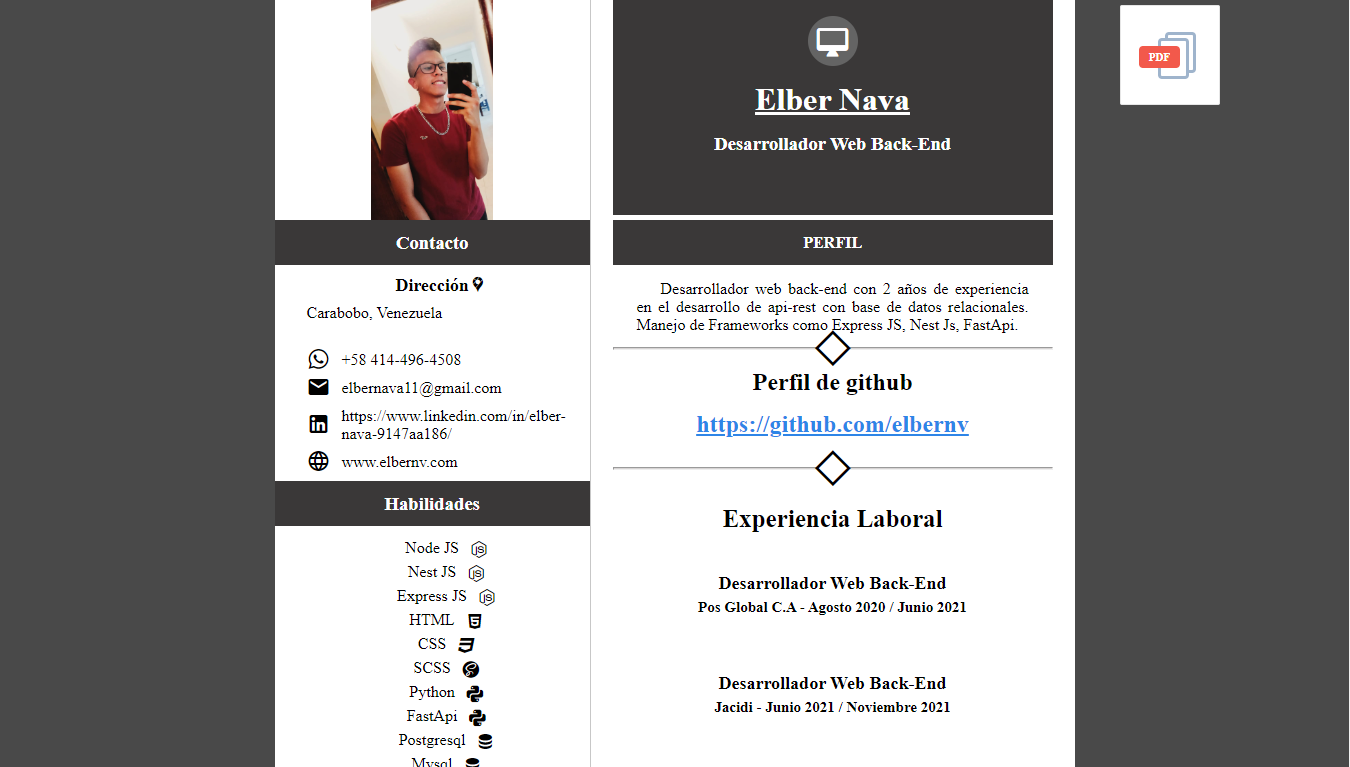 PDF
Elber Nava
Desarrollador Web Back-End
Contacto
Dirección
Carabobo, Venezuela
+58 414-496-4508
elbernava11@gmail.com
https://www.linkedin.com/in/elber-
nava-9147aa186/
www.elbernv.com
Habilidades
Node JS
Nest JS
Express JS
HTML
CSS
SCSS
Python
FastApi
Postgresql
Mysql
PERFIL
Desarrollador web back-end con 2 años de experiencia
en el desarrollo de api-rest con base de datos relacionales.
Manejo de Frameworks como Express JS, Nest Js, FastApi.
Perfil de github
https://github.com/elbernv
Experiencia Laboral
Desarrollador Web Back-End
Pos Global C.A - Agosto 2020 / Junio 2021
Desarrollador Web Back-End
Jacidi - Junio 2021 / Noviembre 2021